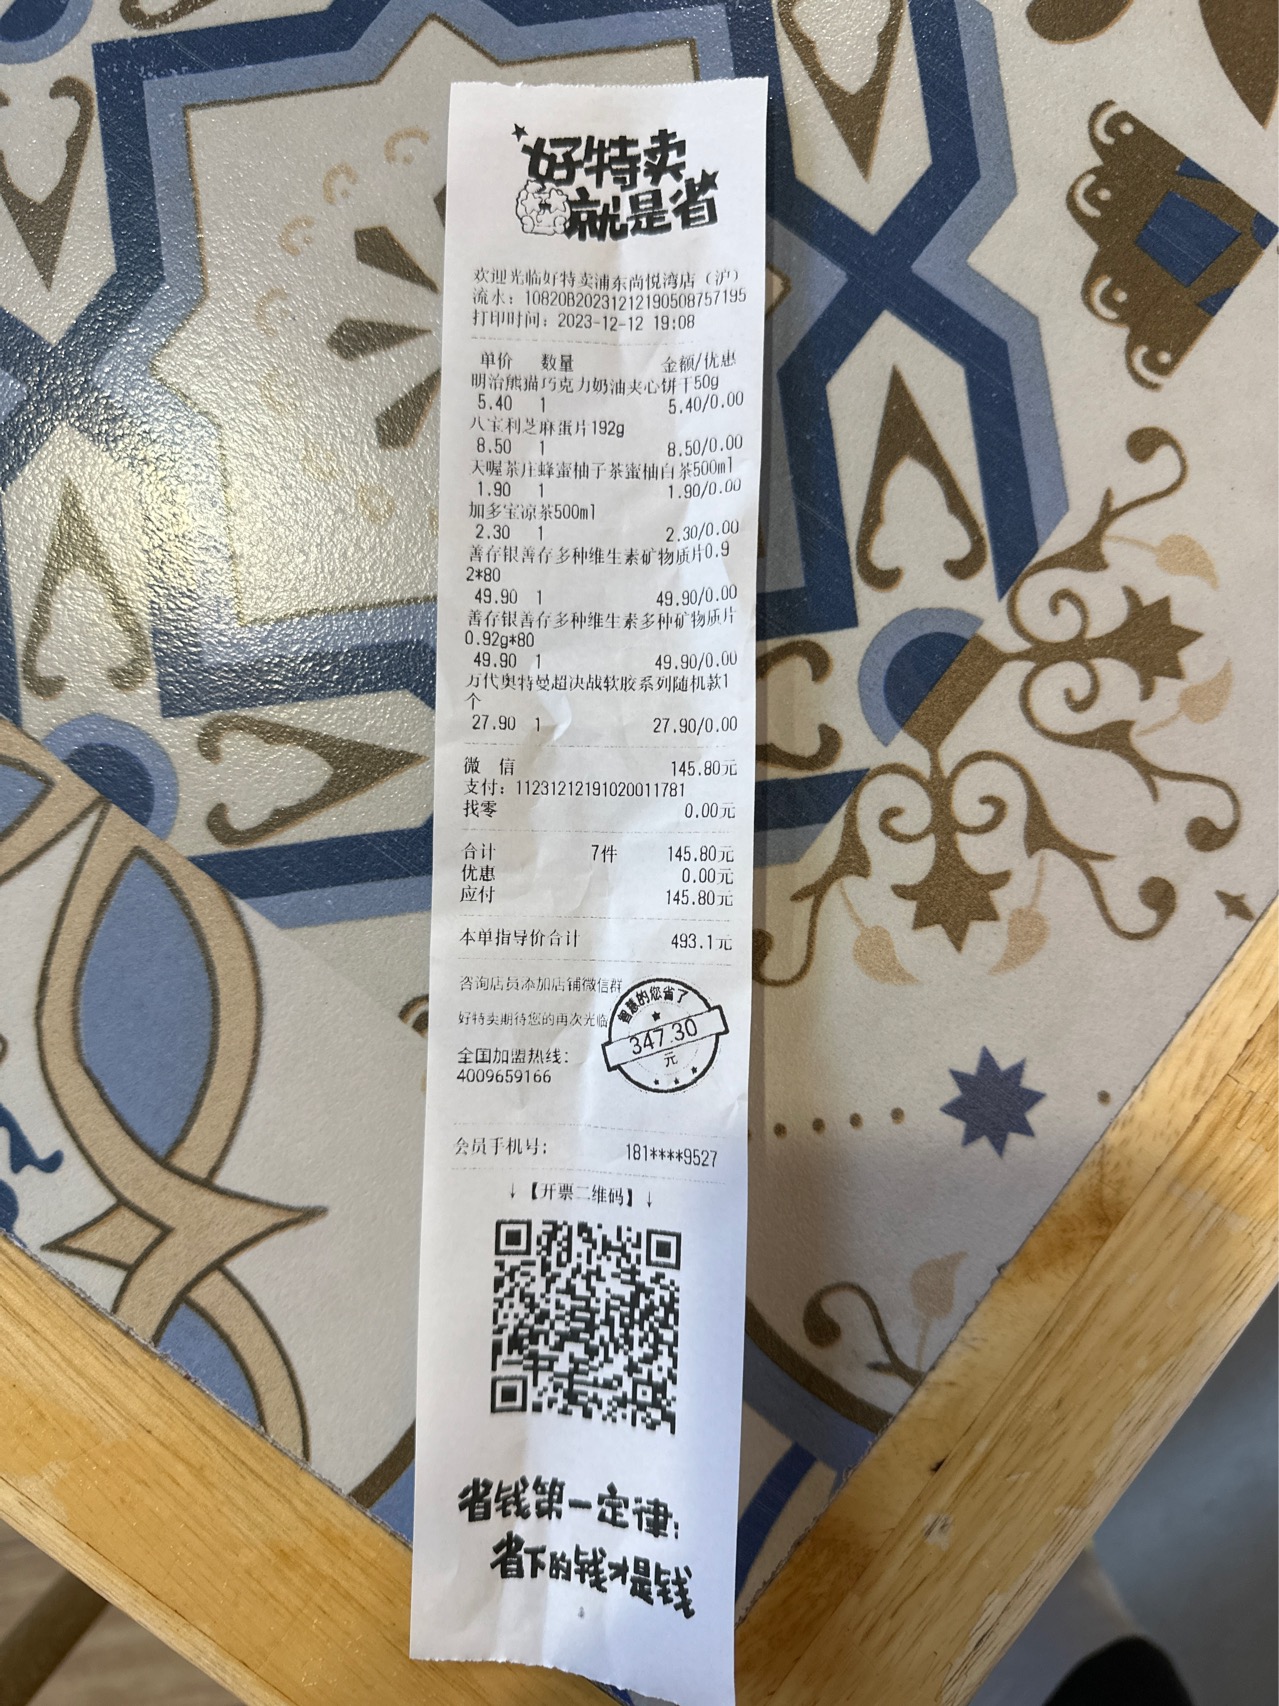 好特卖
就是省
欢迎光临好特卖浦东尚悦湾店（沪）
流水：10820B20231212190508757195
打印时间：2023-12-12 19:08
单价 数量 金额/优惠
明治熊猫巧克力奶油夹心饼干50g
5.40 1 5.40/0.00
八宝利芝麻蛋片192g
8.50 1 8.50/0.00
天喔茶庄蜂蜜柚子茶蜜柚白茶500ml
1.90 1 1.90/0.00
加多宝凉茶500ml
2.30 1 2.30/0.00
善存银善存多种维生素矿物质片0.9
2*80
49.90 1 49.90/0.00
善存银善存多种维生素多种矿物质片
0.92g*80
49.90 1 49.90/0.00
万代奥特曼超决战软胶系列随机款1
个
27.90 1 27.90/0.00
微 信 145.80元
支付：11231212191020011781
找零 0.00元
合计 7件 145.80元
优惠 0.00元
应付 145.80元
本单指导价合计 493.1元
咨询店员添加店铺微信群
好特卖期待您的再次光临
智慧的您省了
347.30
元
全国加盟热线：
4009659166
会员手机号： 181****9527
↓【开票二维码】↓
省钱第一定律：
省下的钱才是钱